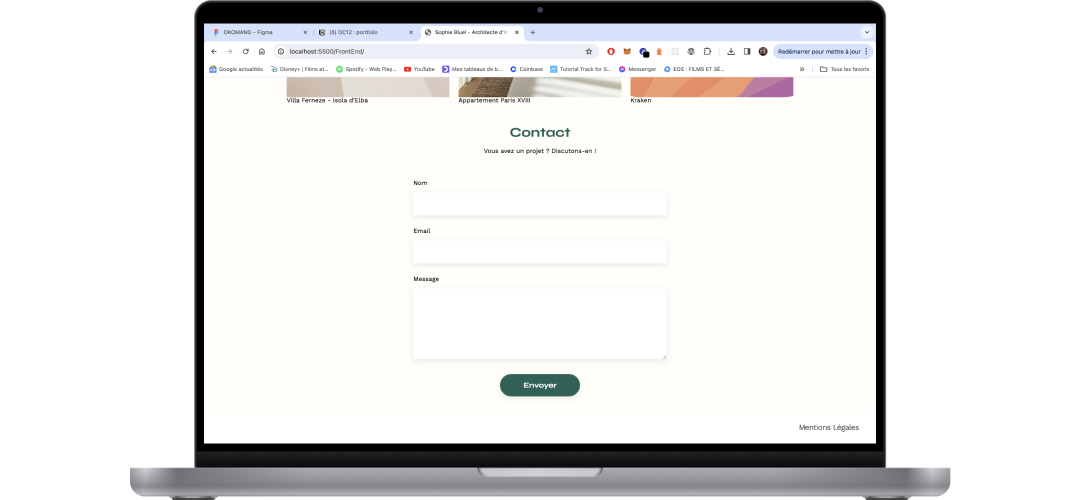 OKOMAND – Figma
(5) OC12 : portfolio
Sophie Bluel - Architecte d'in
localhost:5500/FrontEnd/
Redémarrer pour mettre à jour
Google actualités
Disney+ | Films et...
Spotify - Web Play...
YouTube
Mes tableaux de b...
Coinbase
Tutorial Track for S...
Messenger
EOS : FILMS ET SÉ...
Tous les favoris
Villa Ferneze - Isola d'Elba
Appartement Paris XVIII
Kraken
Contact
Vous avez un projet ? Discutons-en !
Nom
Email
Message
Envoyer
Mentions Légales